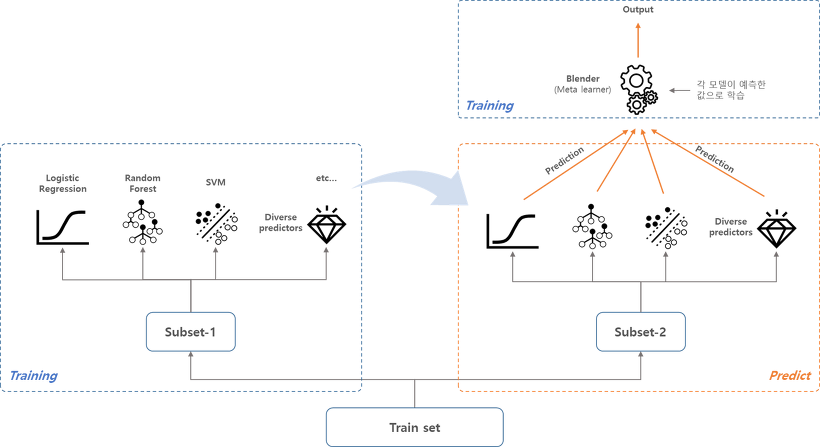 Output
Blender
(Meta learner)
각 모델이 예측한
값으로 학습
Training
Logistic
Regression
Random
Forest
SVM
etc...
Diverse
predictors
Prediction
Prediction
Diverse
predictors
Subset-1
Subset-2
Training
Predict
Train set